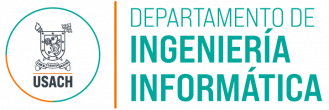 USACH
DEPARTAMENTO DE
INGENIERÍA
INFORMÁTICA